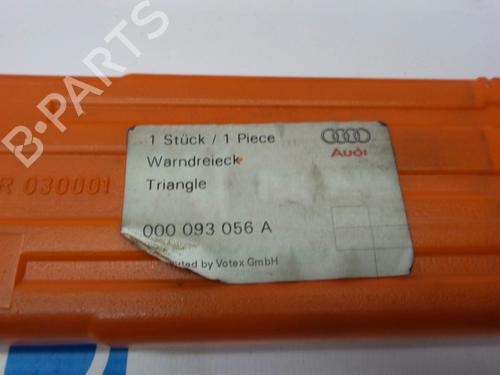 B-PARTS
1 Stück / 1 Piece
Audi
Warndreieck
Triangle
R 030001
000 093 056 A
by Votex GmbH